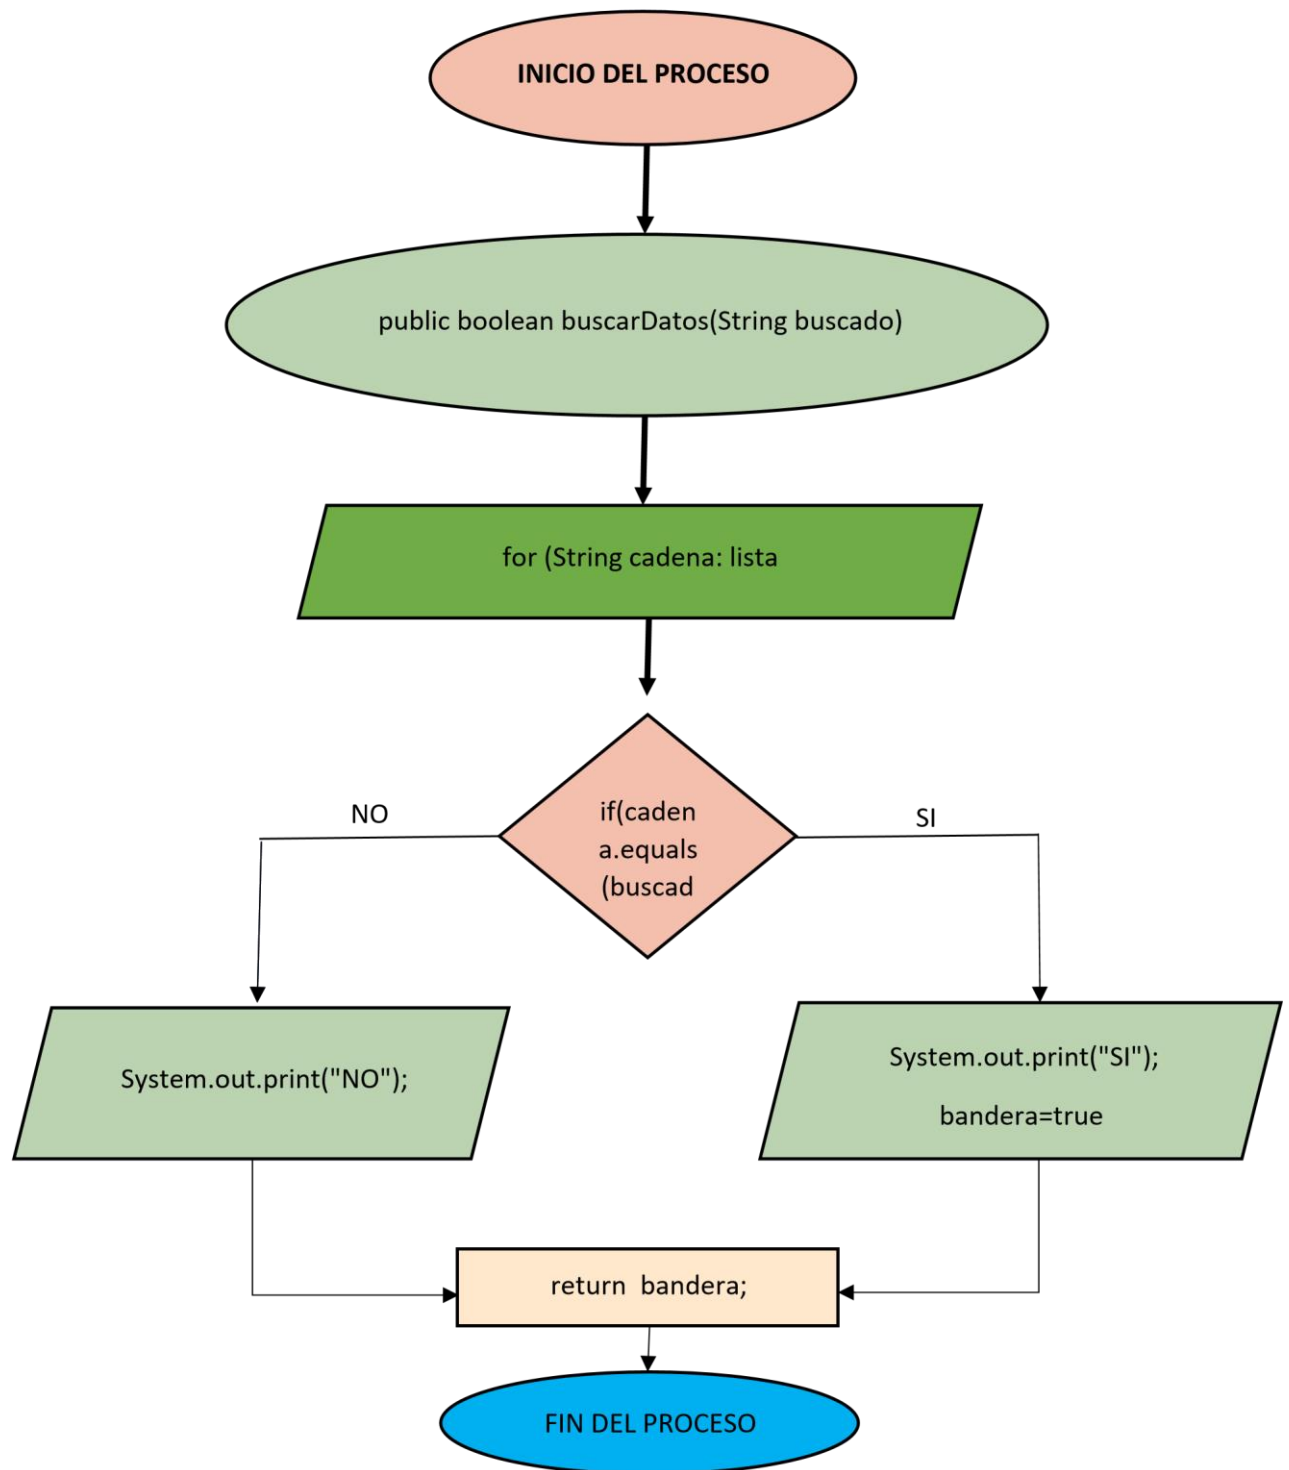 INICIO DEL PROCESO
public boolean buscarDatos(String buscado)
for (String cadena: lista
if(caden
a.equals
(buscad
NO
SI
System.out.print("NO");
System.out.print("SI");
bandera=true
return  bandera;
FIN DEL PROCESO